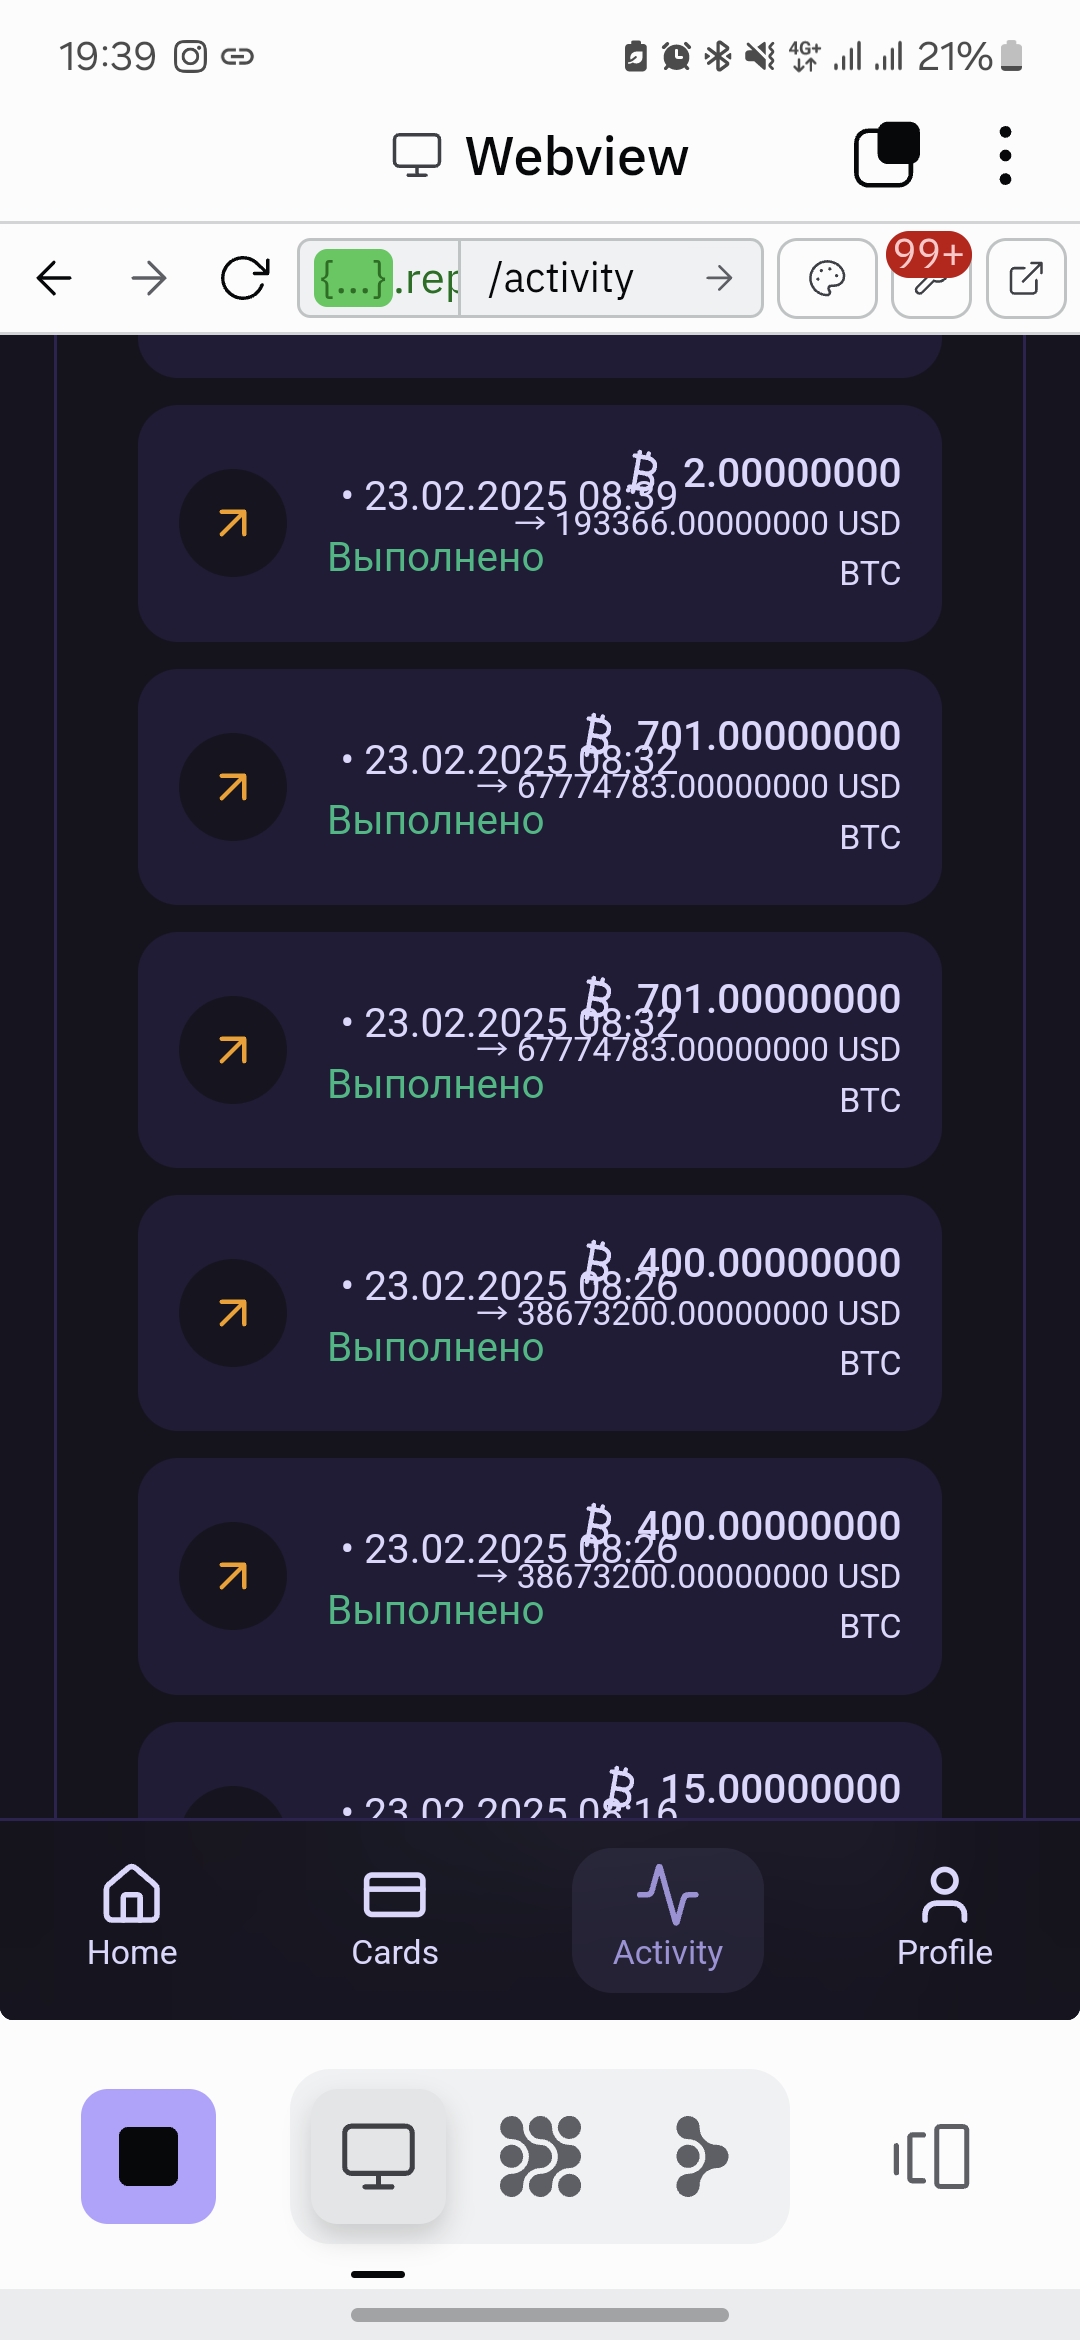 19:39
4G+
21%
Webview
{...}.rep
/activity
99+
₿ 2.00000000
• 23.02.2025 08:39
→ 193366.00000000 USD
Выполнено
BTC
₿ 701.00000000
• 23.02.2025 08:32
→ 67774783.00000000 USD
Выполнено
BTC
₿ 701.00000000
• 23.02.2025 08:32
→ 67774783.00000000 USD
Выполнено
BTC
₿ 400.00000000
• 23.02.2025 08:26
→ 38673200.00000000 USD
Выполнено
BTC
₿ 400.00000000
• 23.02.2025 08:26
→ 38673200.00000000 USD
Выполнено
BTC
₿ 15.00000000
• 23.02.2025 08:16
Home
Cards
Activity
Profile